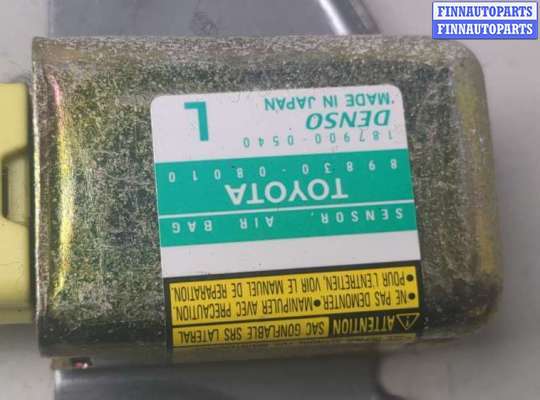 FINNAUTOPARTS
FINNAUTOPARTS
SENSOR, AIR BAG
TOYOTA
89830-08010
187900-0540
DENSO
MADE IN JAPAN
L
ATTENTION
SAC GONFLABLE SRS LATERAL
• NE PAS DEMONTER. • MANIPULER AVEC PRECAUTION.
• POUR L'ENTRETIEN, VOIR LE MANUEL DE REPARATION.